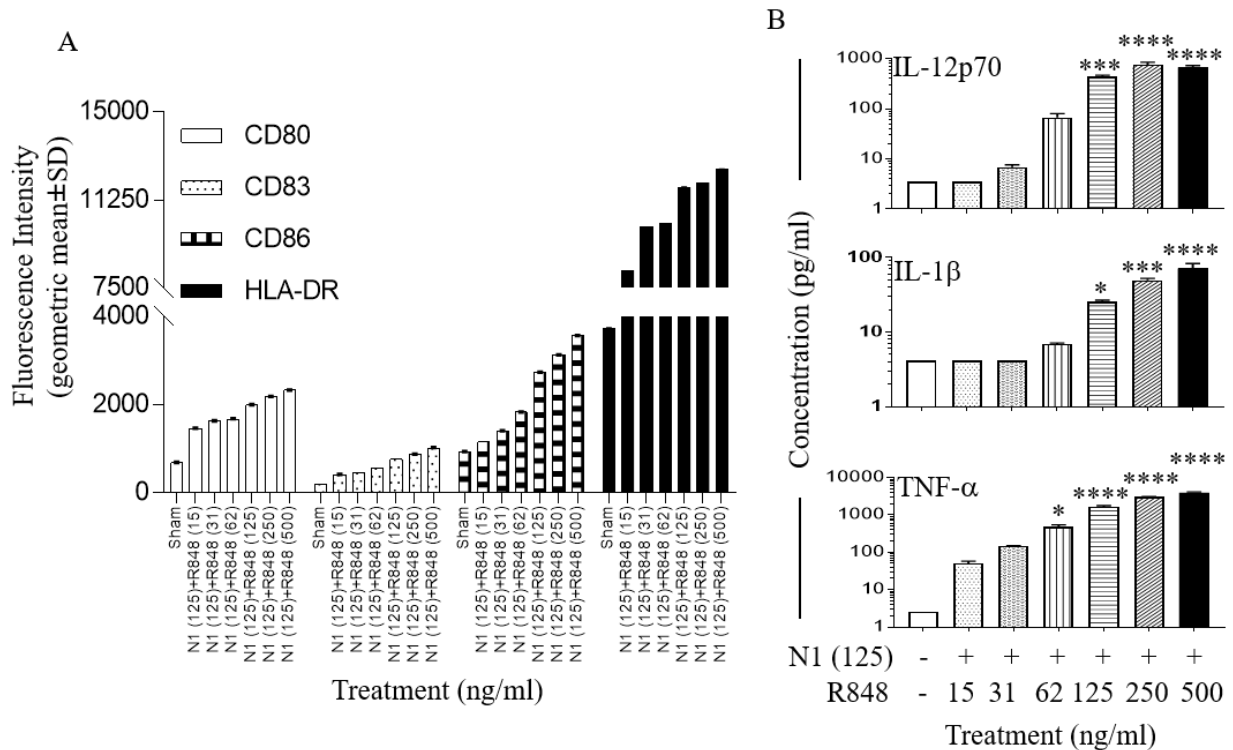 A
Fluorescence Intensity
(geometric mean±SD)
15000
11250
7500
4000
2000
0
CD80
CD83
CD86
HLA-DR
Sham
N1 (125)+R848 (15)
N1 (125)+R848 (31)
N1 (125)+R848 (62)
N1 (125)+R848 (125)
N1 (125)+R848 (250)
N1 (125)+R848 (500)
Sham
N1 (125)+R848 (15)
N1 (125)+R848 (31)
N1 (125)+R848 (62)
N1 (125)+R848 (125)
N1 (125)+R848 (250)
N1 (125)+R848 (500)
Sham
N1 (125)+R848 (15)
N1 (125)+R848 (31)
N1 (125)+R848 (62)
N1 (125)+R848 (125)
N1 (125)+R848 (250)
N1 (125)+R848 (500)
Sham
N1 (125)+R848 (15)
N1 (125)+R848 (31)
N1 (125)+R848 (62)
N1 (125)+R848 (125)
N1 (125)+R848 (250)
N1 (125)+R848 (500)
Treatment (ng/ml)
B
Concentration (pg/ml)
1000
100
10
1
IL-12p70
*** **** ****
100
10
1
IL-1β
* *** ****
10000
1000
100
10
1
TNF-α
* **** **** ****
N1 (125) - + + + + + +
R848 - 15 31 62 125 250 500
Treatment (ng/ml)